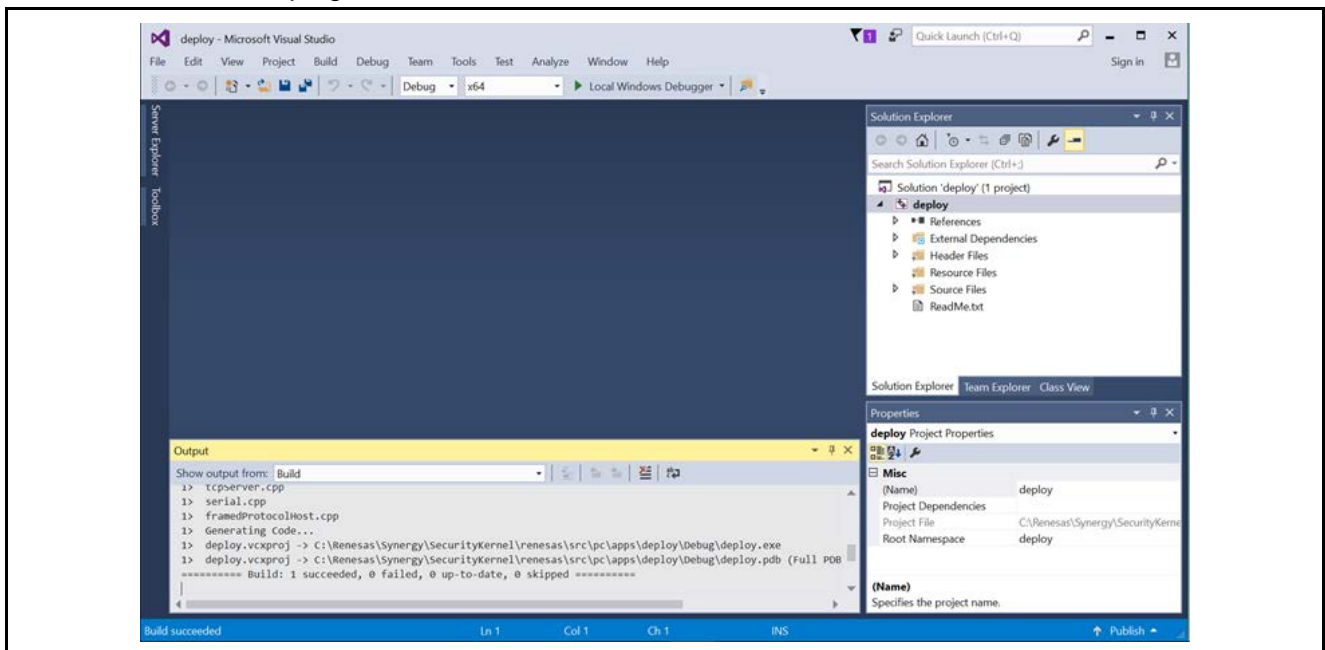 deploy - Microsoft Visual Studio
1
Quick Launch (Ctrl+Q)
File Edit View Project Build Debug Team Tools Test Analyze Window Help
Sign in
Debug x64 Local Windows Debugger
Server Explorer
Toolbox
Solution Explorer
Search Solution Explorer (Ctrl+;)
Solution 'deploy' (1 project)
deploy
References
External Dependencies
Header Files
Resource Files
Source Files
ReadMe.txt
Solution Explorer Team Explorer Class View
Properties
deploy Project Properties
Misc
(Name) deploy
Project Dependencies
Project File C:\Renesas\Synergy\SecurityKerne
Root Namespace deploy
(Name)
Specifies the project name.
Output
Show output from: Build
1> tcpServer.cpp
1> serial.cpp
1> framedProtocolHost.cpp
1> Generating Code...
1> deploy.vcxproj -> C:\Renesas\Synergy\SecurityKernel\renesas\src\pc\apps\deploy\Debug\deploy.exe
1> deploy.vcxproj -> C:\Renesas\Synergy\SecurityKernel\renesas\src\pc\apps\deploy\Debug\deploy.pdb (Full PDB
========== Build: 1 succeeded, 0 failed, 0 up-to-date, 0 skipped ==========
Build succeeded Ln 1 Col 1 Ch 1 INS Publish